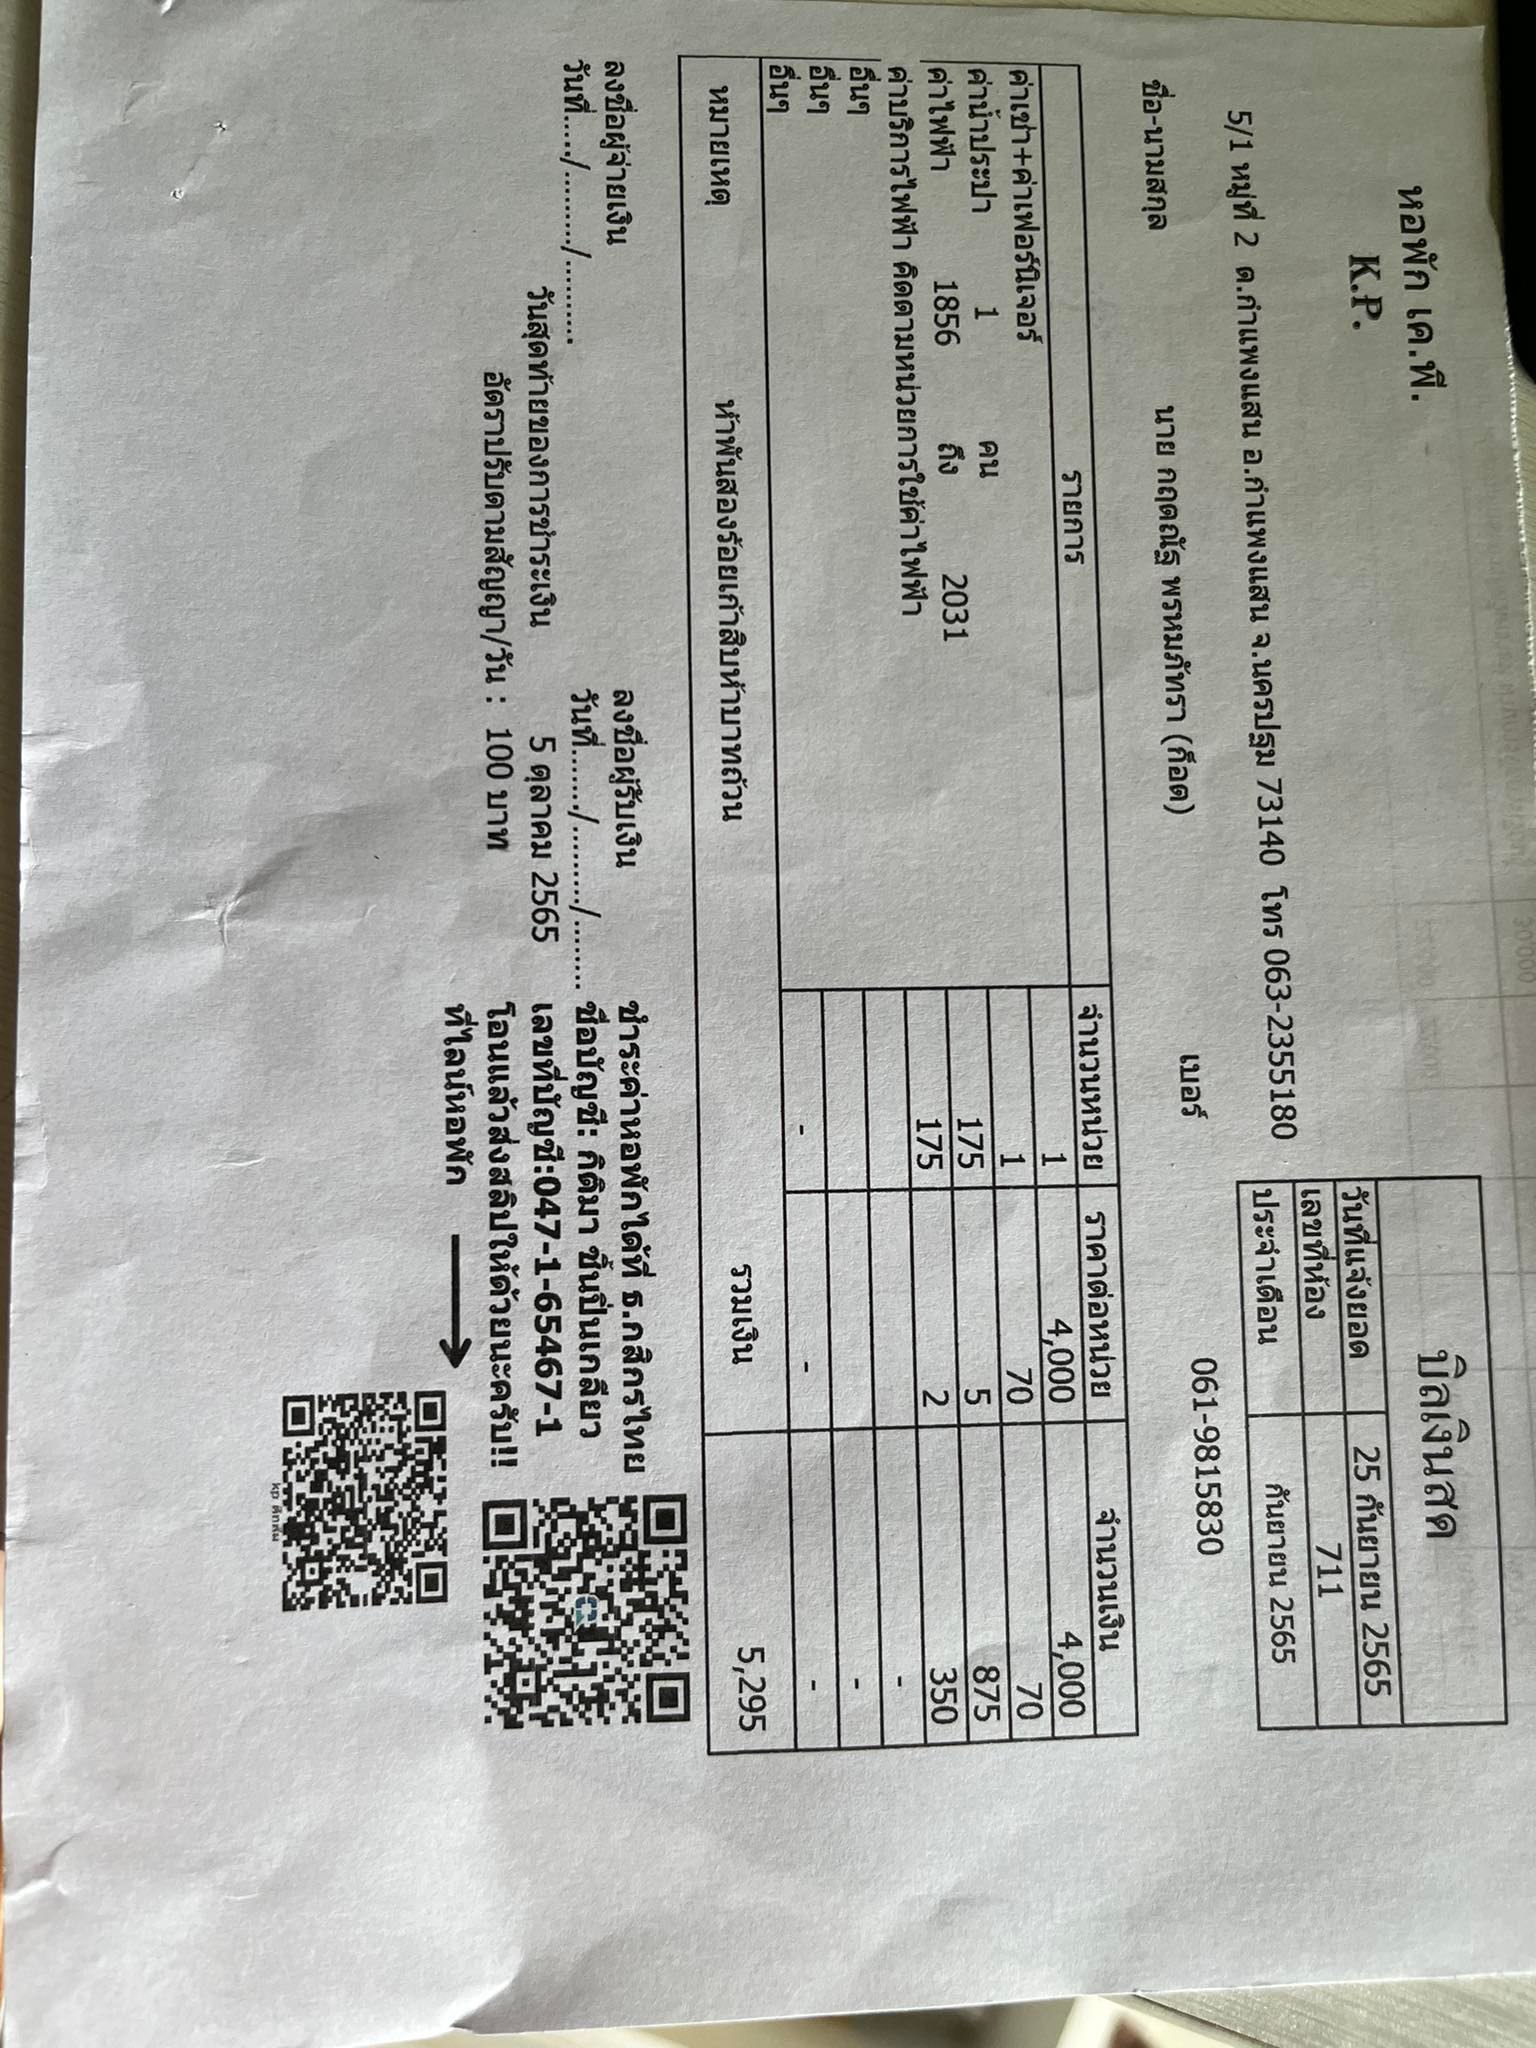 หอพัก เค.พี.
K.P.
บิลเงินสด
วันที่แจ้งยอด 25 กันยายน 2565
เลขที่ห้อง 711
ประจำเดือน กันยายน 2565
5/1 หมู่ที่ 2 ต.กำแพงแสน อ.กำแพงแสน จ.นครปฐม 73140 โทร 063-2355180
ชื่อ-นามสกุล นาย กฤตณัฐ พรหมภัทรา (ก็อต) เบอร์ 061-9815830
รายการ จำนวนหน่วย ราคาต่อหน่วย จำนวนเงิน
ค่าเช่า+ค่าเฟอร์นิเจอร์ 1 4,000 4,000
ค่าน้ำประปา 1 คน 1 70 70
ค่าไฟฟ้า 1856 ถึง 2031 175 5 875
ค่าบริการไฟฟ้า คิดตามหน่วยการใช้ค่าไฟฟ้า 175 2 350
อื่นๆ -
อื่นๆ -
อื่นๆ - - -
หมายเหตุ ห้าพันสองร้อยเก้าสิบห้าบาทถ้วน รวมเงิน 5,295
ลงชื่อผู้จ่ายเงิน ลงชื่อผู้รับเงิน
วันที่....../........./......... วันที่......./........./.........
วันสุดท้ายของการชำระเงิน 5 ตุลาคม 2565
อัตราปรับตามสัญญา/วัน : 100 บาท
ชำระค่าหอพักได้ที่ ธ.กสิกรไทย
ชื่อบัญชี: กิติมา ชั้นปิ่นเกลียว
เลขที่บัญชี:047-1-65467-1
โอนแล้วส่งสลิปให้ด้วยนะครับ!!
ที่ไลน์หอพัก
kp ตึกส้ม